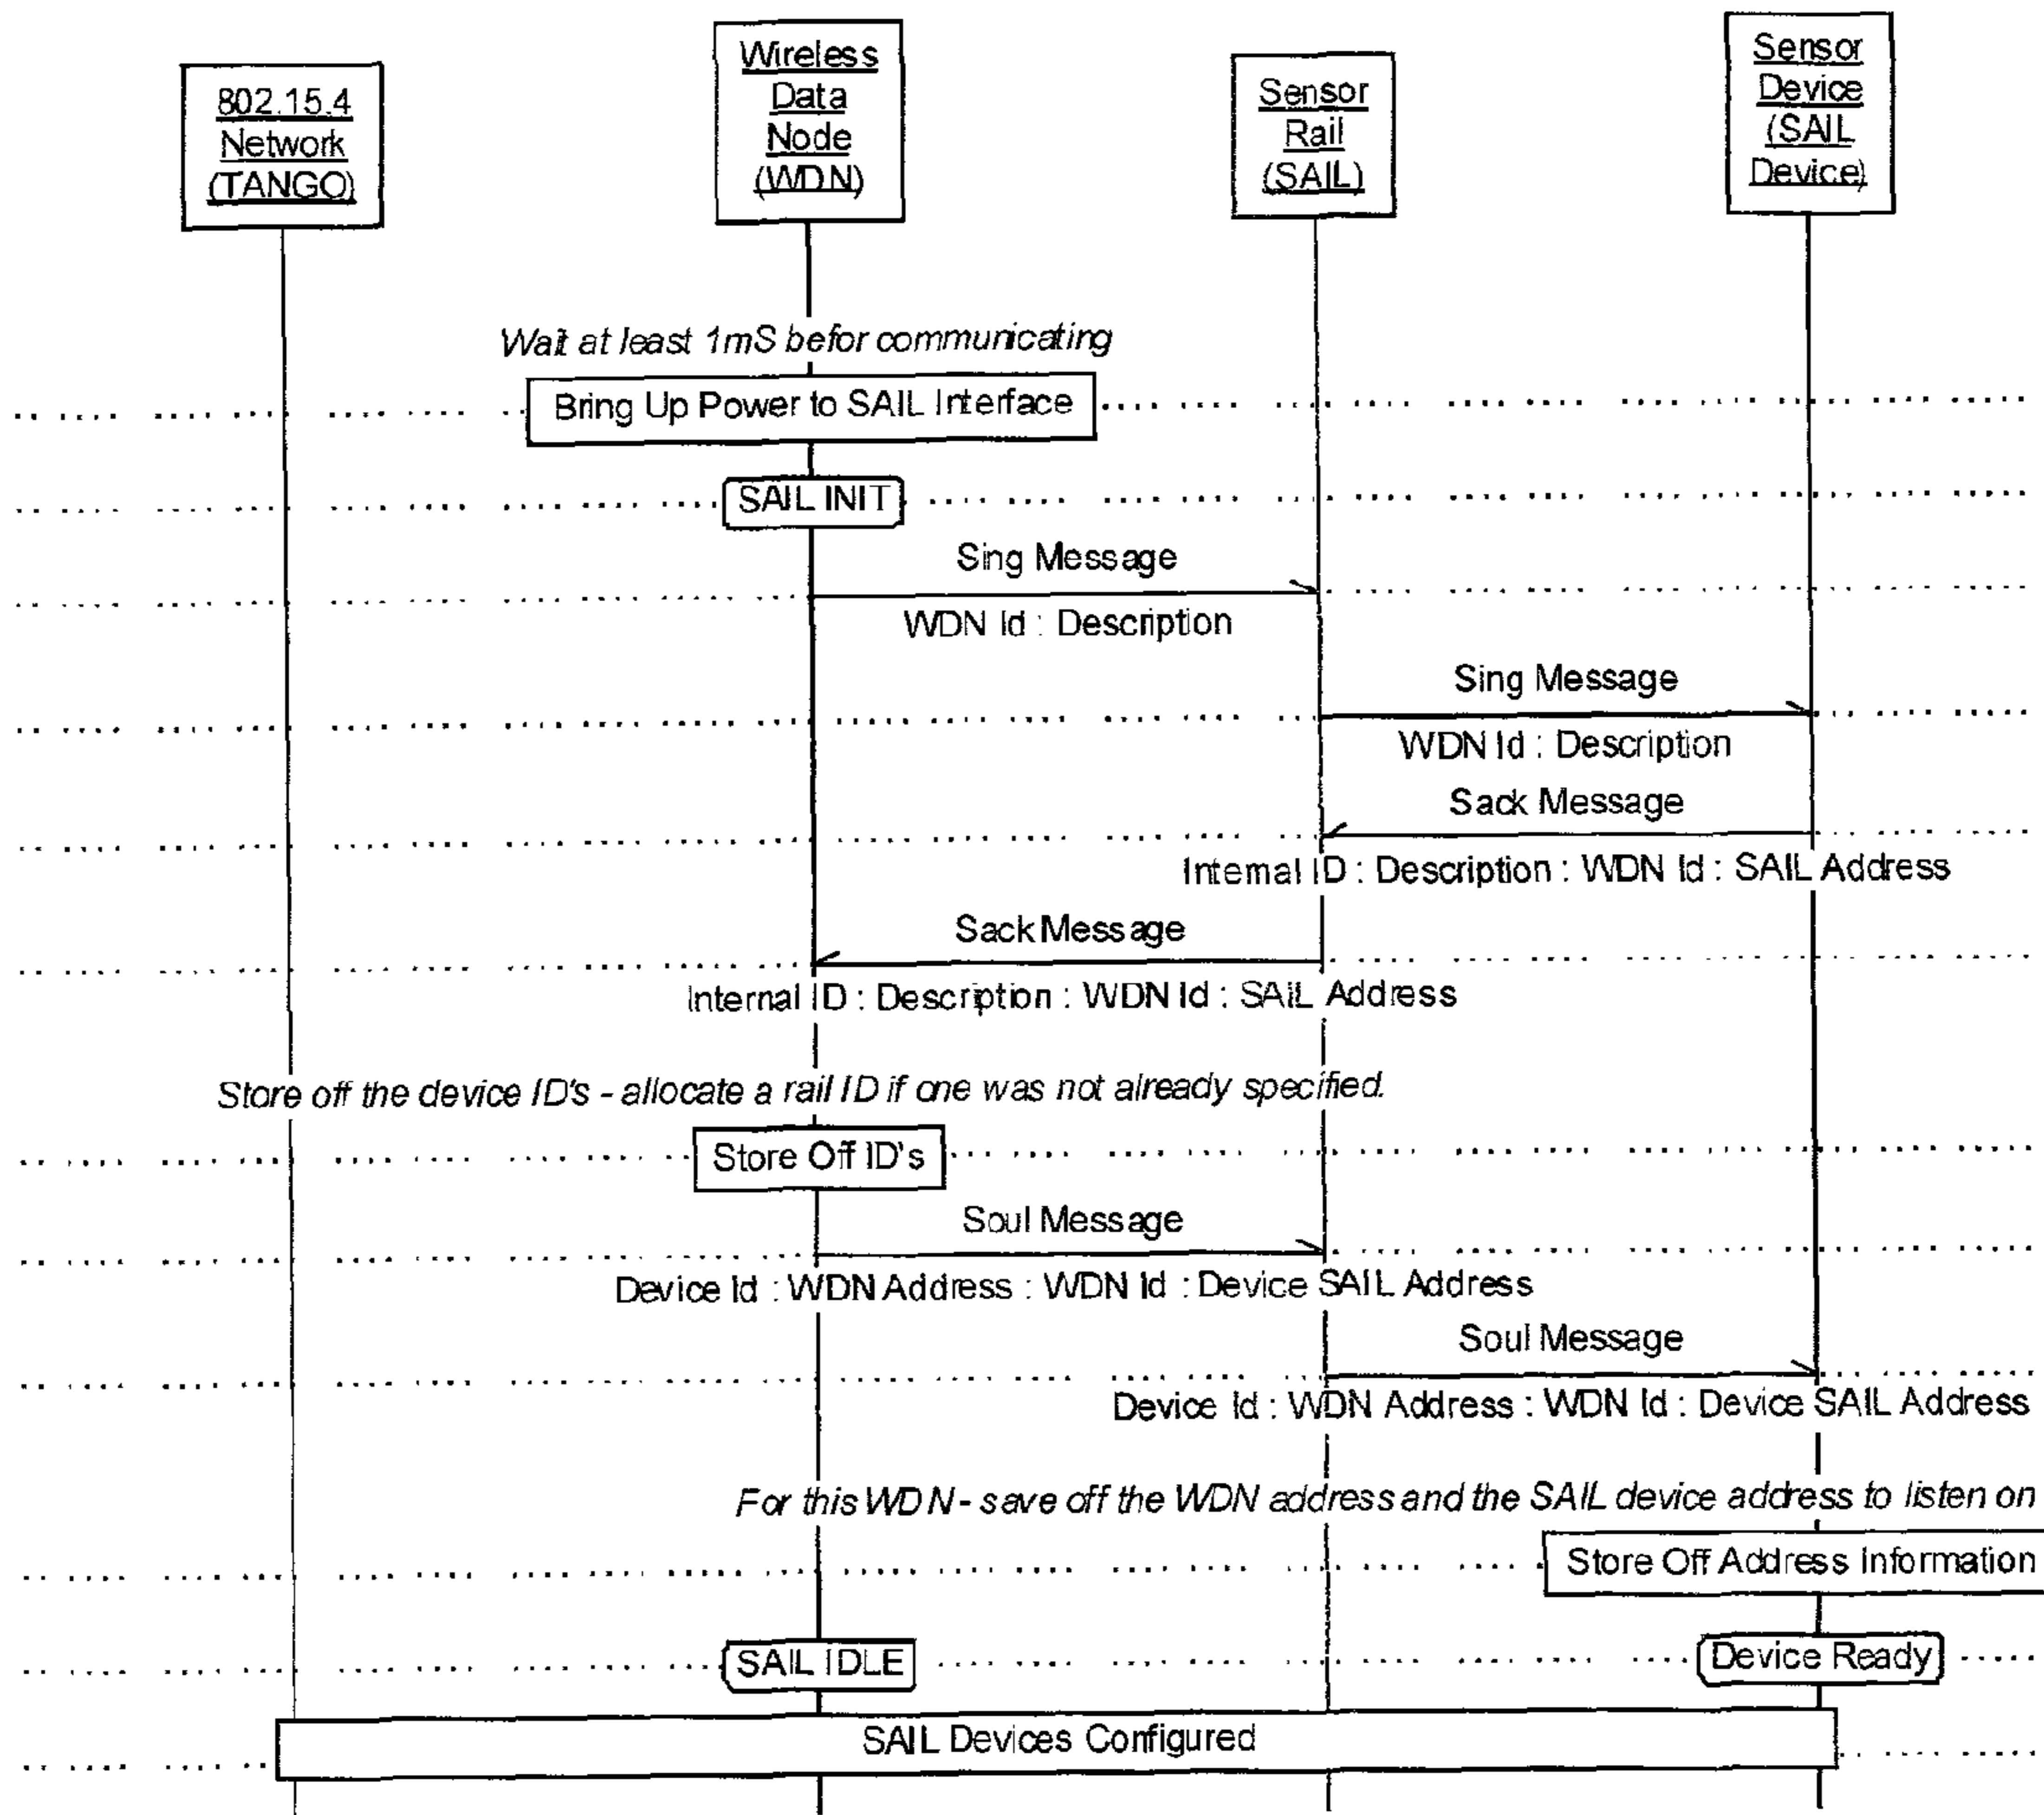 802.15.4
Network
(TANGO)
Wireless
Data
Node
(WDN)
Sensor
Rail
(SAIL)
Sensor
Device
(SAIL
Device)
Wait at least 1mS befor communicating
Bring Up Power to SAIL Interface
SAIL INIT
Sing Message
WDN Id : Description
Sing Message
WDN Id : Description
Sack Message
Internal ID : Description : WDN Id : SAIL Address
Sack Message
Internal ID : Description : WDN Id : SAIL Address
Store off the device ID's - allocate a rail ID if one was not already specified.
Store Off ID's
Soul Message
Device Id : WDN Address : WDN Id : Device SAIL Address
Soul Message
Device Id : WDN Address : WDN Id : Device SAIL Address
For this WDN - save off the WDN address and the SAIL device address to listen on
Store Off Address Information
SAIL IDLE
Device Ready
SAIL Devices Configured